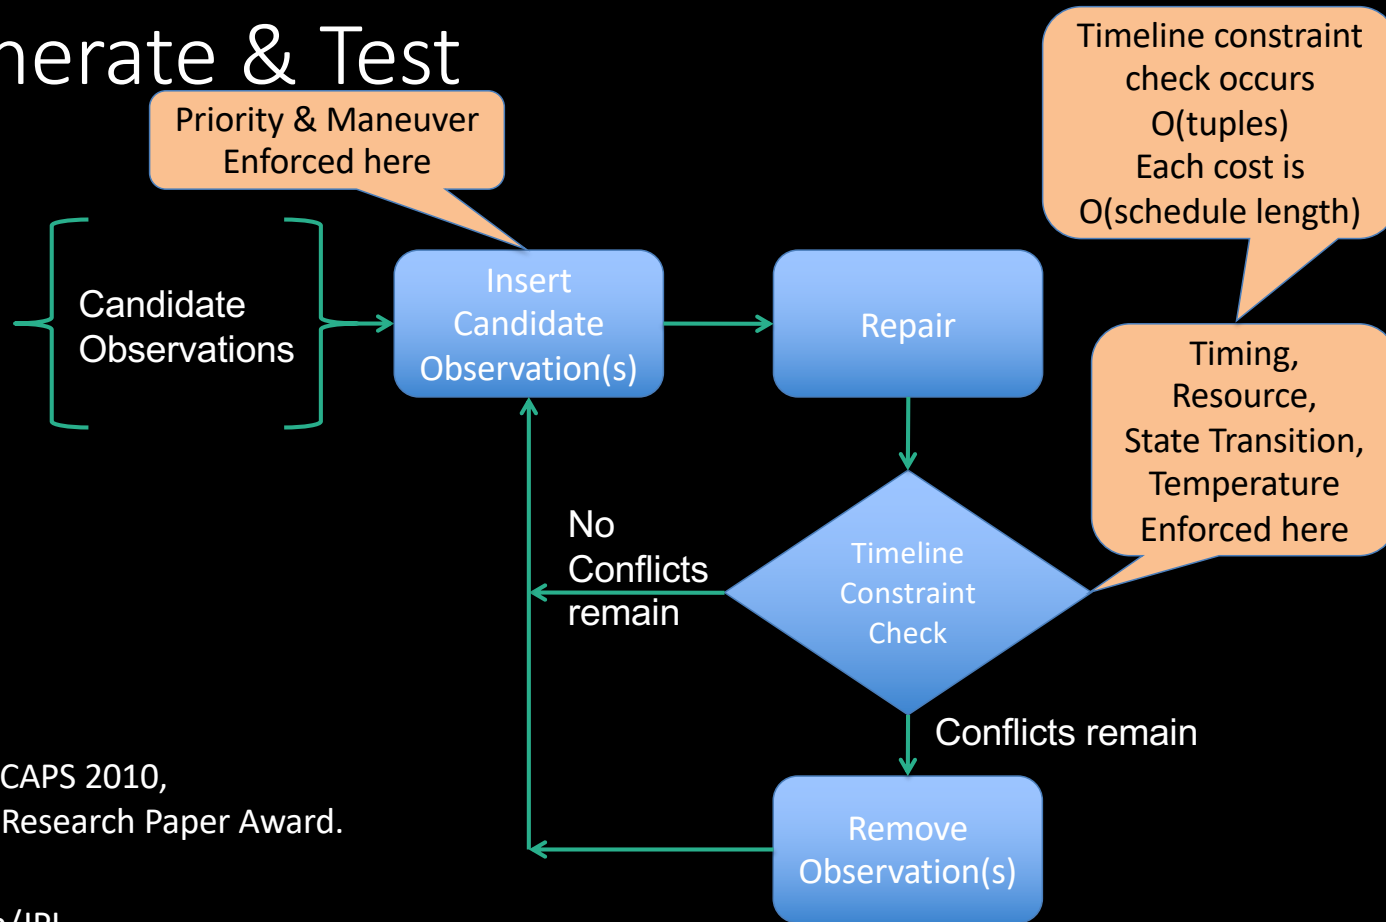 nerate & Test
Priority & Maneuver
Enforced here
Timeline constraint
check occurs
O(tuples)
Each cost is
O(schedule length)
Candidate
Observations
Insert
Candidate
Observation(s)
Repair
Timing,
Resource,
State Transition,
Temperature
Enforced here
No
Conflicts
remain
Timeline
Constraint
Check
Conflicts remain
CAPS 2010,
Research Paper Award.
Remove
Observation(s)
/JPL